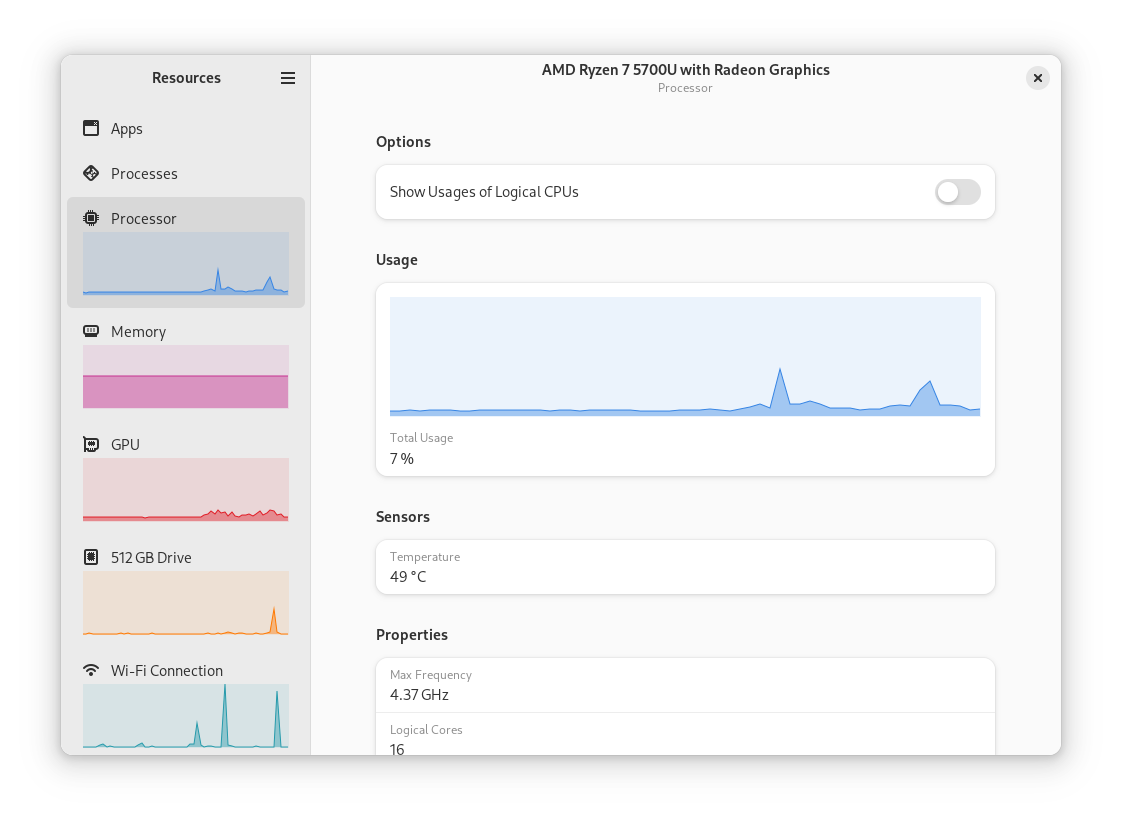 Resources
Apps
Processes
Processor
Memory
GPU
512 GB Drive
Wi-Fi Connection
AMD Ryzen 7 5700U with Radeon Graphics
Processor
Options
Show Usages of Logical CPUs
Usage
Total Usage
7 %
Sensors
Temperature
49 °C
Properties
Max Frequency
4.37 GHz
Logical Cores
16